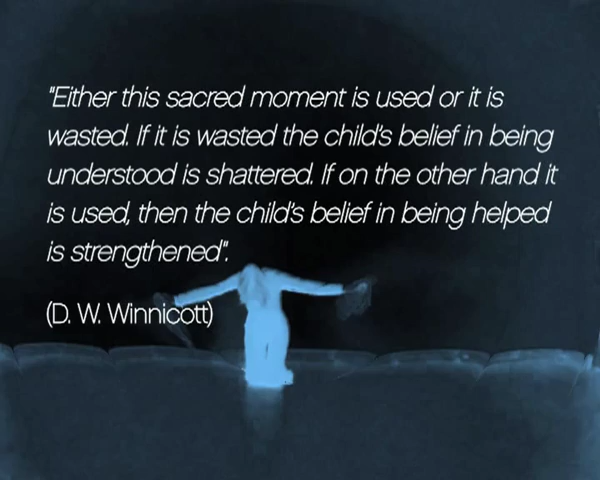 "Either this sacred moment is used or it is
wasted. If it is wasted the child's belief in being
understood is shattered. If on the other hand it
is used, then the child's belief in being helped
is strengthened".
(D. W. Winnicott)